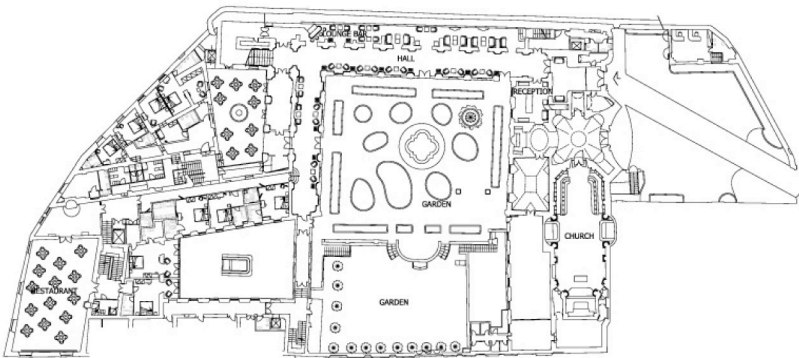 LOUNGE BAR
HALL
RECEPTION
GARDEN
CHURCH
RESTAURANT
GARDEN